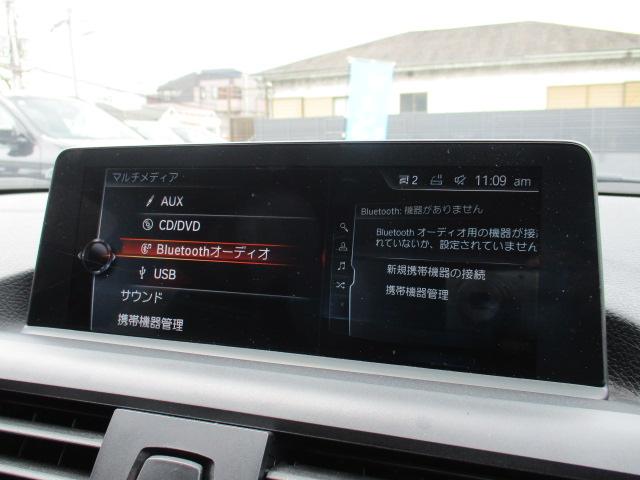 マルチメディア
2 11:09 am
AUX
CD/DVD
Bluetoothオーディオ
USB
サウンド
携帯機器管理
Bluetooth: 機器がありません
Bluetooth オーディオ用の機器が接
れていないか、設定されていません
新規携帯機器の接続
携帯機器管理